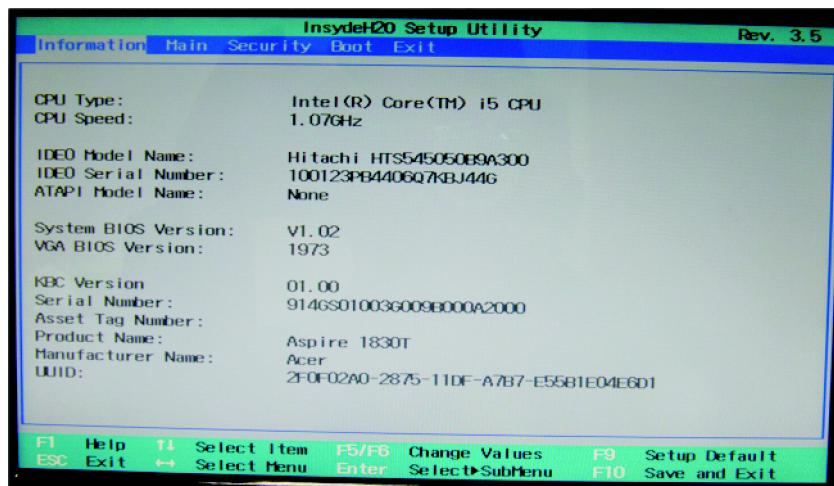 InsydeH2O Setup Utility Rev. 3.5
Information Main Security Boot Exit
CPU Type: Intel(R) Core(TM) i5 CPU
CPU Speed: 1.07GHz
IDE0 Model Name: Hitachi HTS545050B9A300
IDE0 Serial Number: 100123PB4406Q7KBJ44G
ATAPI Model Name: None
System BIOS Version: V1.02
VGA BIOS Version: 1973
KBC Version 01.00
Serial Number: 914GS01003G009B000A2000
Asset Tag Number:
Product Name: Aspire 1830T
Manufacturer Name: Acer
UUID: 2F0F02A0-2875-11DF-A7B7-E55B1E04E6D1
F1 Help ↑↓ Select Item F5/F6 Change Values F9 Setup Default
ESC Exit ↔ Select Menu Enter Select▶SubMenu F10 Save and Exit